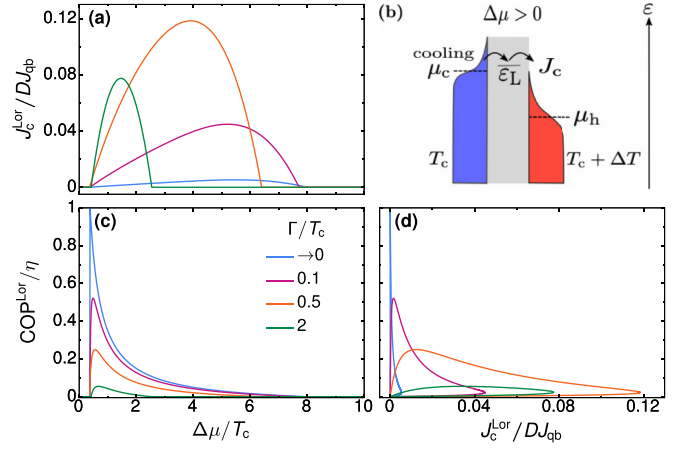 0.12
0.08
0.04
0
J_c^Lor/DJ_qb
(a)
(b)
Δμ > 0
ε
cooling
μ_c
ε_L
J_c
μ_h
T_c
T_c + ΔT
1
0.8
0.6
0.4
0.2
0
COP^Lor/η
(c)
Γ/T_c
→0
0.1
0.5
2
0 2 4 6 8 10
Δμ/T_c
(d)
0 0.04 0.08 0.12
J_c^Lor/DJ_qb